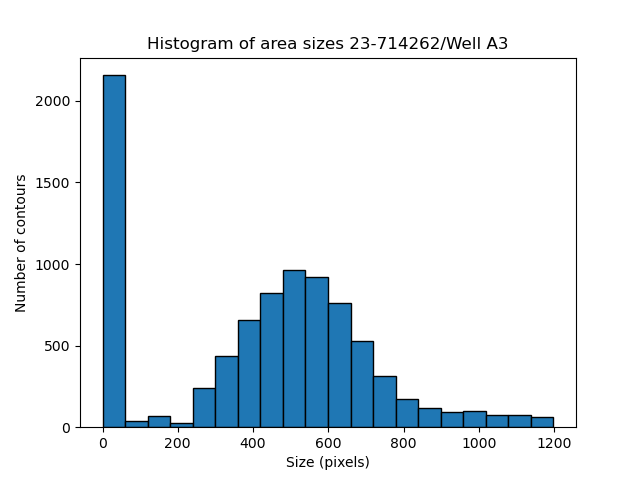 Histogram of area sizes 23-714262/Well A3
Number of contours
2000
1500
1000
500
0
0 200 400 600 800 1000 1200
Size (pixels)